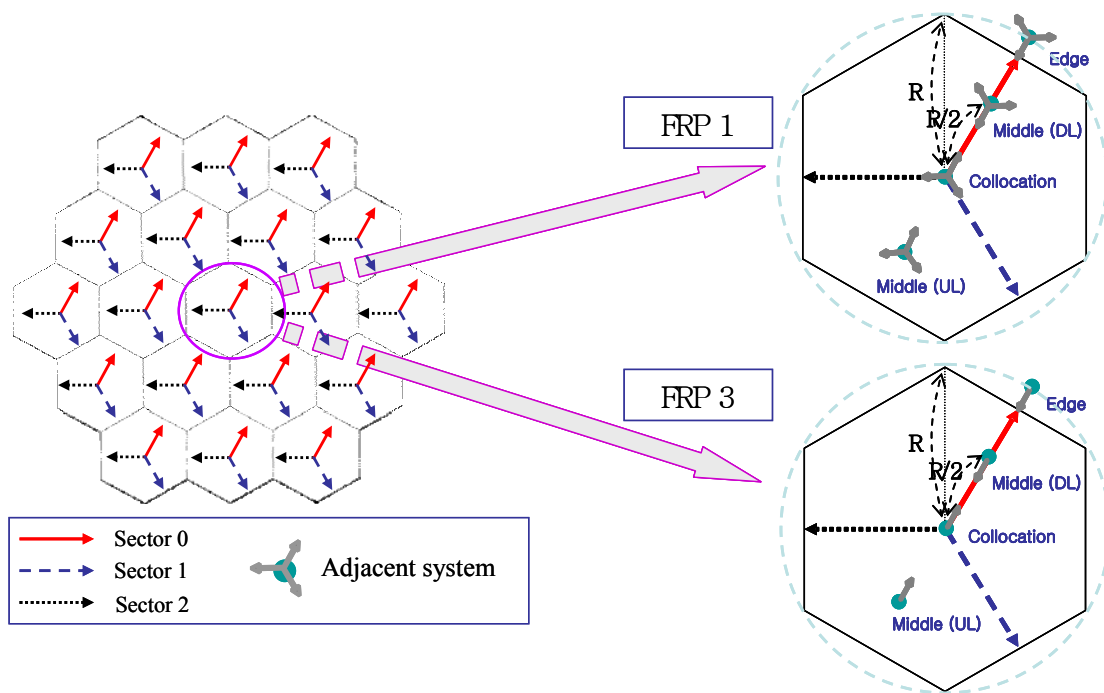 FRP 1
R
R/2
Edge
Middle (DL)
Collocation
Middle (UL)
FRP 3
R
R/2
Edge
Middle (DL)
Collocation
Middle (UL)
Sector 0
Sector 1
Sector 2
Adjacent system